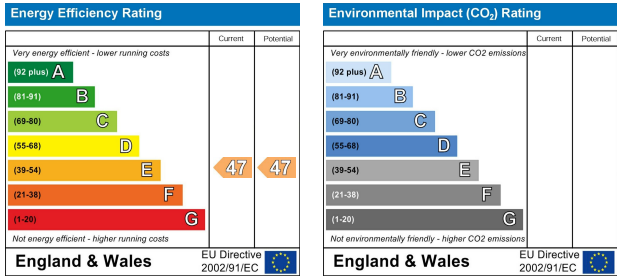 Energy Efficiency Rating
Current Potential
Very energy efficient - lower running costs
(92 plus) A
(81-91) B
(69-80) C
(55-68) D
(39-54) E 47 47
(21-38) F
(1-20) G
Not energy efficient - higher running costs
England & Wales
EU Directive
2002/91/EC
Environmental Impact (CO₂) Rating
Current Potential
Very environmentally friendly - lower CO2 emissions
(92 plus) A
(81-91) B
(69-80) C
(55-68) D
(39-54) E
(21-38) F
(1-20) G
Not environmentally friendly - higher CO2 emissions
England & Wales
EU Directive
2002/91/EC